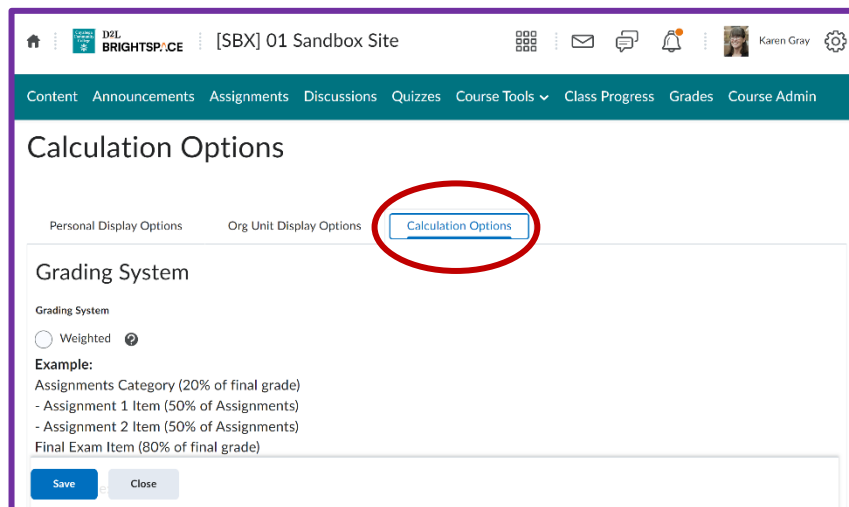 D2L
BRIGHTSPACE
[SBX] 01 Sandbox Site
Karen Gray
Content Announcements Assignments Discussions Quizzes Course Tools Class Progress Grades Course Admin
Calculation Options
Personal Display Options Org Unit Display Options Calculation Options
Grading System
Grading System
Weighted ?
Example:
Assignments Category (20% of final grade)
- Assignment 1 Item (50% of Assignments)
- Assignment 2 Item (50% of Assignments)
Final Exam Item (80% of final grade)
Save Close